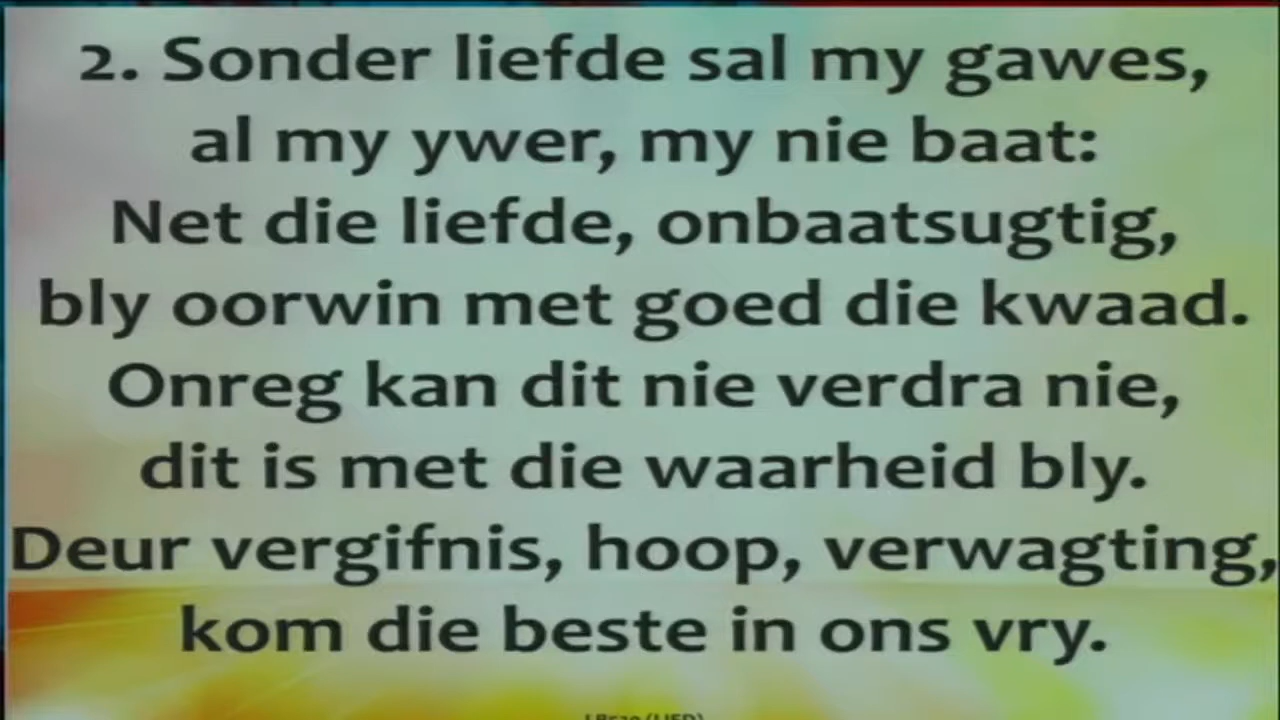 2. Sonder liefde sal my gawes,
al my ywer, my nie baat:
Net die liefde, onbaatsugtig,
bly oorwin met goed die kwaad.
Onreg kan dit nie verdra nie,
dit is met die waarheid bly.
Deur vergifnis, hoop, verwagting,
kom die beste in ons vry.